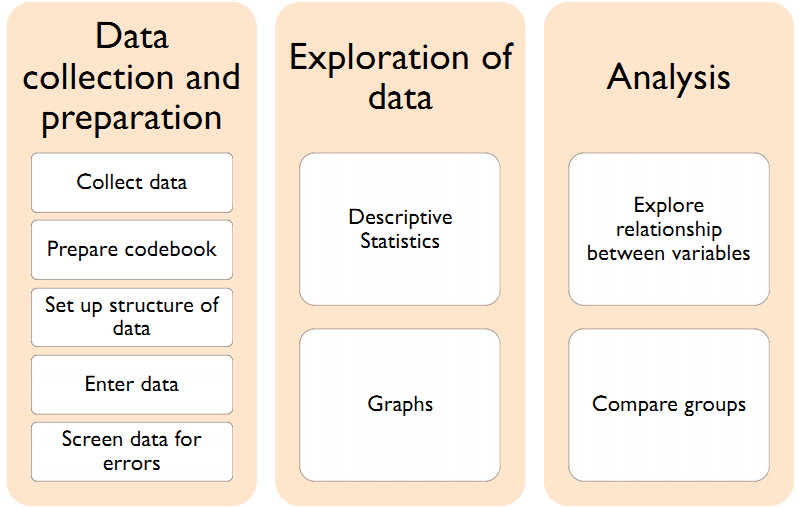 Data
collection and
preparation
Collect data
Prepare codebook
Set up structure of
data
Enter data
Screen data for
errors
Exploration of
data
Descriptive
Statistics
Graphs
Analysis
Explore
relationship
between variables
Compare groups